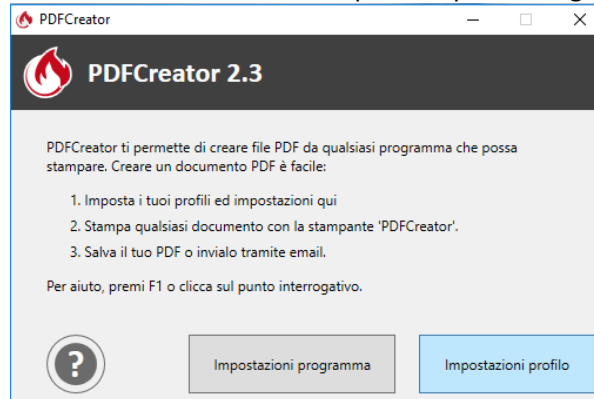 PDFCreator
PDFCreator 2.3
PDFCreator ti permette di creare file PDF da qualsiasi programma che possa
stampare. Creare un documento PDF è facile:
1. Imposta i tuoi profili ed impostazioni qui
2. Stampa qualsiasi documento con la stampante 'PDFCreator'.
3. Salva il tuo PDF o invialo tramite email.
Per aiuto, premi F1 o clicca sul punto interrogativo.
? Impostazioni programma Impostazioni profilo